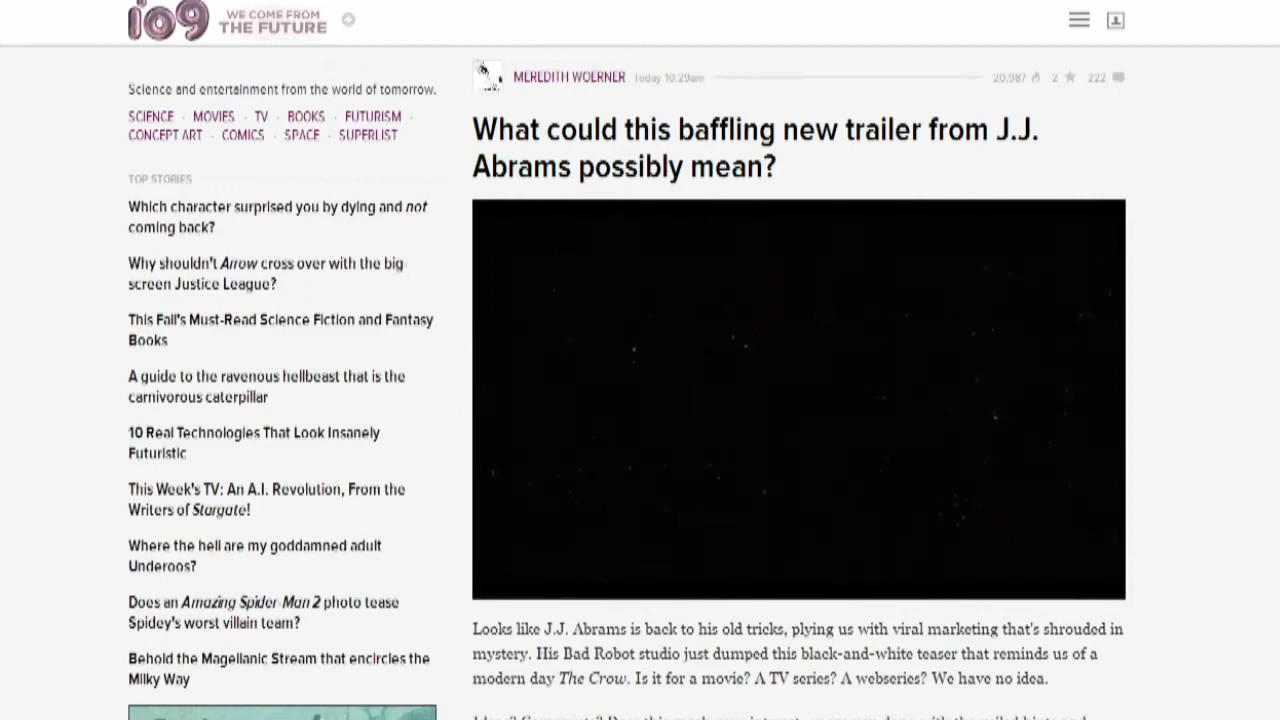 io9
WE COME FROM
THE FUTURE
Science and entertainment from the world of tomorrow.
SCIENCE · MOVIES · TV · BOOKS · FUTURISM ·
CONCEPT ART · COMICS · SPACE · SUPERLIST
TOP STORIES
Which character surprised you by dying and not
coming back?
Why shouldn't Arrow cross over with the big
screen Justice League?
This Fall's Must-Read Science Fiction and Fantasy
Books
A guide to the ravenous hellbeast that is the
carnivorous caterpillar
10 Real Technologies That Look Insanely
Futuristic
This Week's TV: An A.I. Revolution, From the
Writers of Stargate!
Where the hell are my goddamned adult
Underoos?
Does an Amazing Spider-Man 2 photo tease
Spidey's worst villain team?
Behold the Magellanic Stream that encircles the
Milky Way
MEREDITH WOERNER Today 10:29am 20,987 2 222
What could this baffling new trailer from J.J.
Abrams possibly mean?
Looks like J.J. Abrams is back to his old tricks, plying us with viral marketing that's shrouded in
mystery. His Bad Robot studio just dumped this black-and-white teaser that reminds us of a
modern day The Crow. Is it for a movie? A TV series? A webseries? We have no idea.